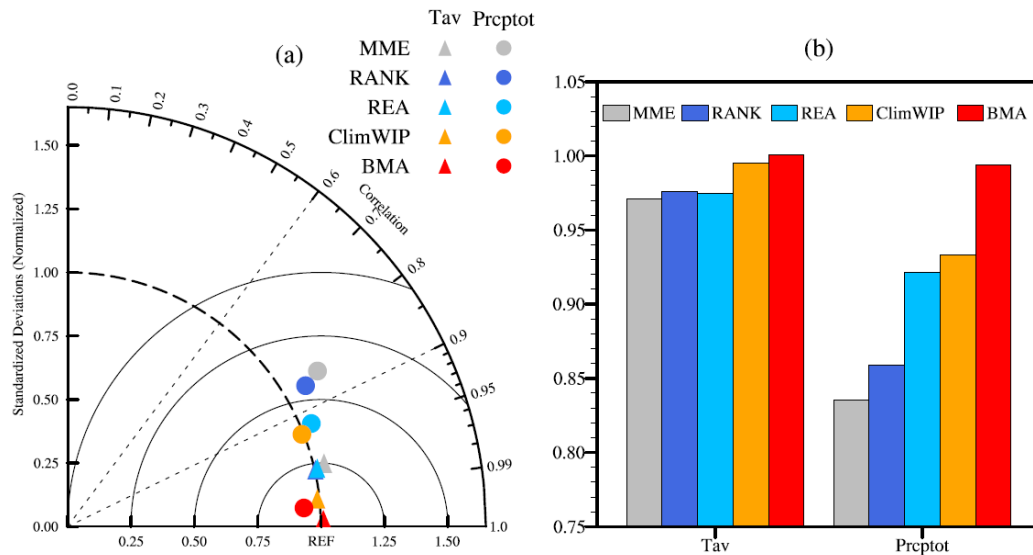 (a)
Tav Prcptot
MME
RANK
REA
ClimWIP
BMA
Standardized Deviations (Normalized)
1.50
1.25
1.00
0.75
0.50
0.25
0.00
0.25 0.50 0.75 REF 1.25 1.50
0.0
0.1
0.2
0.3
0.4
0.5
0.6
Correlation
0.8
0.9
0.95
0.99
1.0
(b)
MME RANK REA ClimWIP BMA
1.05
1.00
0.95
0.90
0.85
0.80
0.75
Tav Prcptot